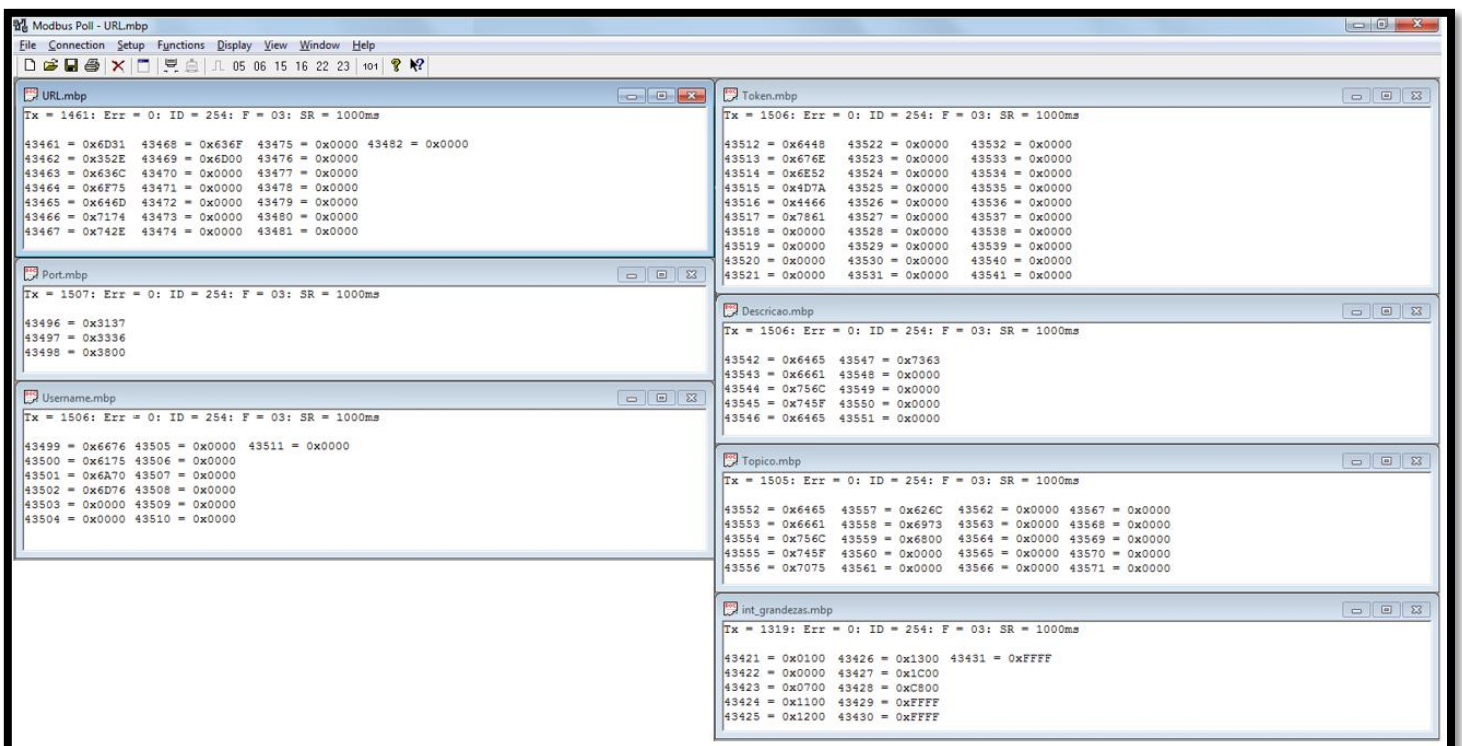 Modbus Poll - URL.mbp
File Connection Setup Functions Display View Window Help
05 06 15 16 22 23 101
URL.mbp
Tx = 1461: Err = 0: ID = 254: F = 03: SR = 1000ms
43461 = 0x6D31 43468 = 0x636F 43475 = 0x0000 43482 = 0x0000
43462 = 0x352E 43469 = 0x6D00 43476 = 0x0000
43463 = 0x636C 43470 = 0x0000 43477 = 0x0000
43464 = 0x6F75 43471 = 0x0000 43478 = 0x0000
43465 = 0x646D 43472 = 0x0000 43479 = 0x0000
43466 = 0x7174 43473 = 0x0000 43480 = 0x0000
43467 = 0x742E 43474 = 0x0000 43481 = 0x0000
Port.mbp
Tx = 1507: Err = 0: ID = 254: F = 03: SR = 1000ms
43496 = 0x3137
43497 = 0x3336
43498 = 0x3800
Username.mbp
Tx = 1506: Err = 0: ID = 254: F = 03: SR = 1000ms
43499 = 0x6676 43505 = 0x0000 43511 = 0x0000
43500 = 0x6175 43506 = 0x0000
43501 = 0x6A70 43507 = 0x0000
43502 = 0x6D76 43508 = 0x0000
43503 = 0x0000 43509 = 0x0000
43504 = 0x0000 43510 = 0x0000
Token.mbp
Tx = 1506: Err = 0: ID = 254: F = 03: SR = 1000ms
43512 = 0x6448 43522 = 0x0000 43532 = 0x0000
43513 = 0x676E 43523 = 0x0000 43533 = 0x0000
43514 = 0x6E52 43524 = 0x0000 43534 = 0x0000
43515 = 0x4D7A 43525 = 0x0000 43535 = 0x0000
43516 = 0x4466 43526 = 0x0000 43536 = 0x0000
43517 = 0x7861 43527 = 0x0000 43537 = 0x0000
43518 = 0x0000 43528 = 0x0000 43538 = 0x0000
43519 = 0x0000 43529 = 0x0000 43539 = 0x0000
43520 = 0x0000 43530 = 0x0000 43540 = 0x0000
43521 = 0x0000 43531 = 0x0000 43541 = 0x0000
Descricao.mbp
Tx = 1506: Err = 0: ID = 254: F = 03: SR = 1000ms
43542 = 0x6465 43547 = 0x7363
43543 = 0x6661 43548 = 0x0000
43544 = 0x756C 43549 = 0x0000
43545 = 0x745F 43550 = 0x0000
43546 = 0x6465 43551 = 0x0000
Topico.mbp
Tx = 1505: Err = 0: ID = 254: F = 03: SR = 1000ms
43552 = 0x6465 43557 = 0x626C 43562 = 0x0000 43567 = 0x0000
43553 = 0x6661 43558 = 0x6973 43563 = 0x0000 43568 = 0x0000
43554 = 0x756C 43559 = 0x6800 43564 = 0x0000 43569 = 0x0000
43555 = 0x745F 43560 = 0x0000 43565 = 0x0000 43570 = 0x0000
43556 = 0x7075 43561 = 0x0000 43566 = 0x0000 43571 = 0x0000
int_grandezas.mbp
Tx = 1319: Err = 0: ID = 254: F = 03: SR = 1000ms
43421 = 0x0100 43426 = 0x1300 43431 = 0xFFFF
43422 = 0x0000 43427 = 0x1C00
43423 = 0x0700 43428 = 0xC800
43424 = 0x1100 43429 = 0xFFFF
43425 = 0x1200 43430 = 0xFFFF